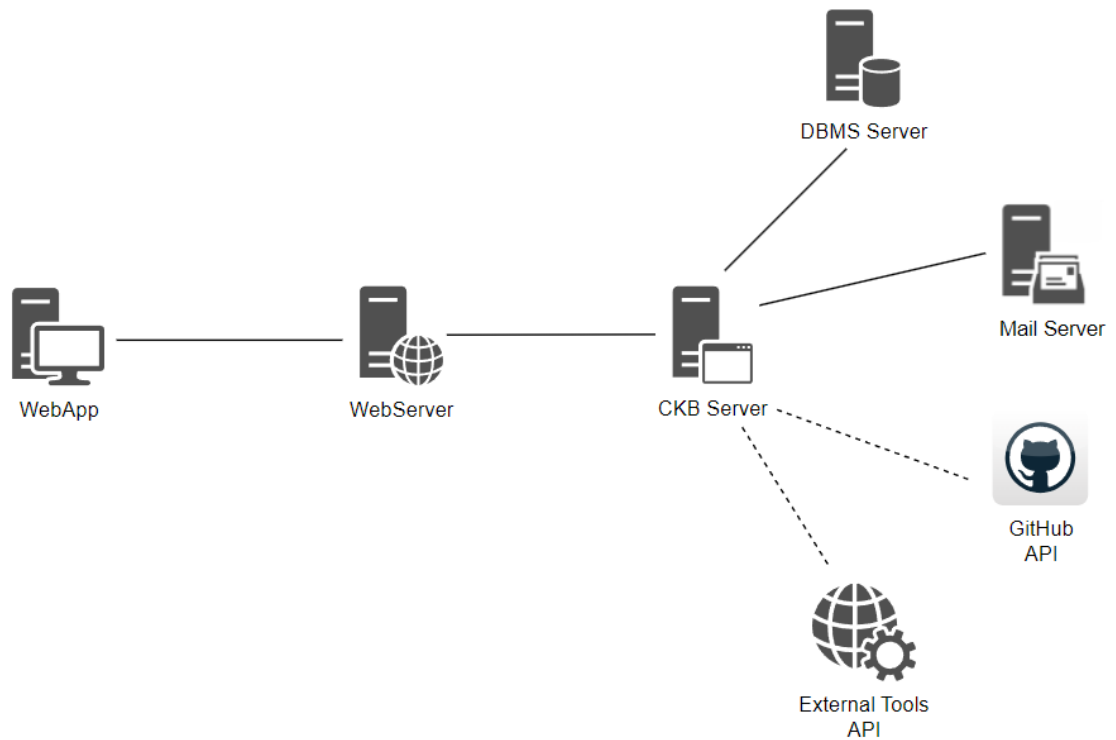 DBMS Server
Mail Server
WebApp
WebServer
CKB Server
GitHub
API
External Tools
API